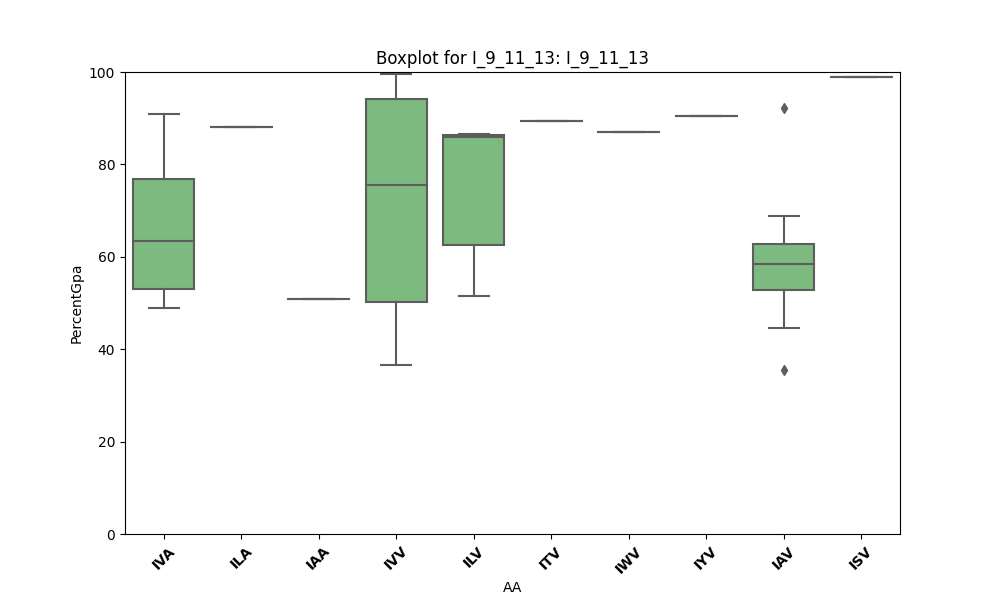 Boxplot for I_9_11_13: I_9_11_13
100
80
60
40
20
0
PercentGpa
IVA
ILA
IAA
IVV
ILV
ITV
IWV
IYV
IAV
ISV
AA